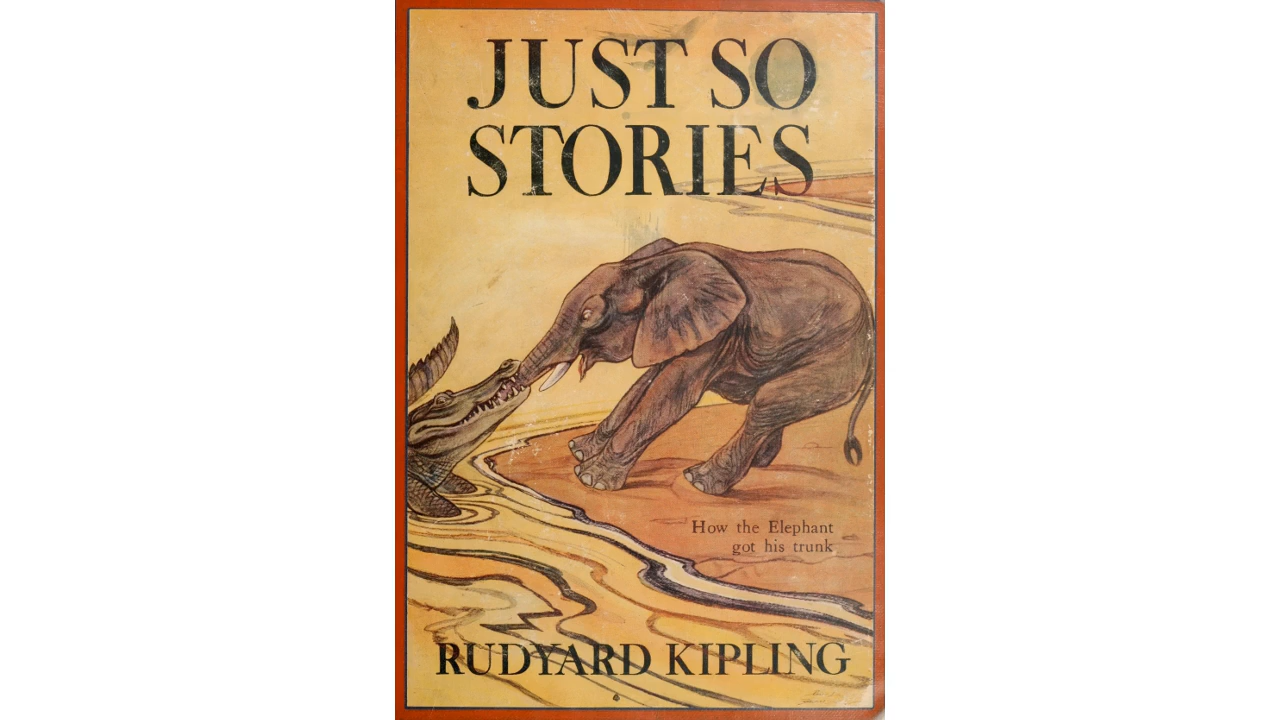 JUST SO
STORIES
How the Elephant
got his trunk
RUDYARD KIPLING